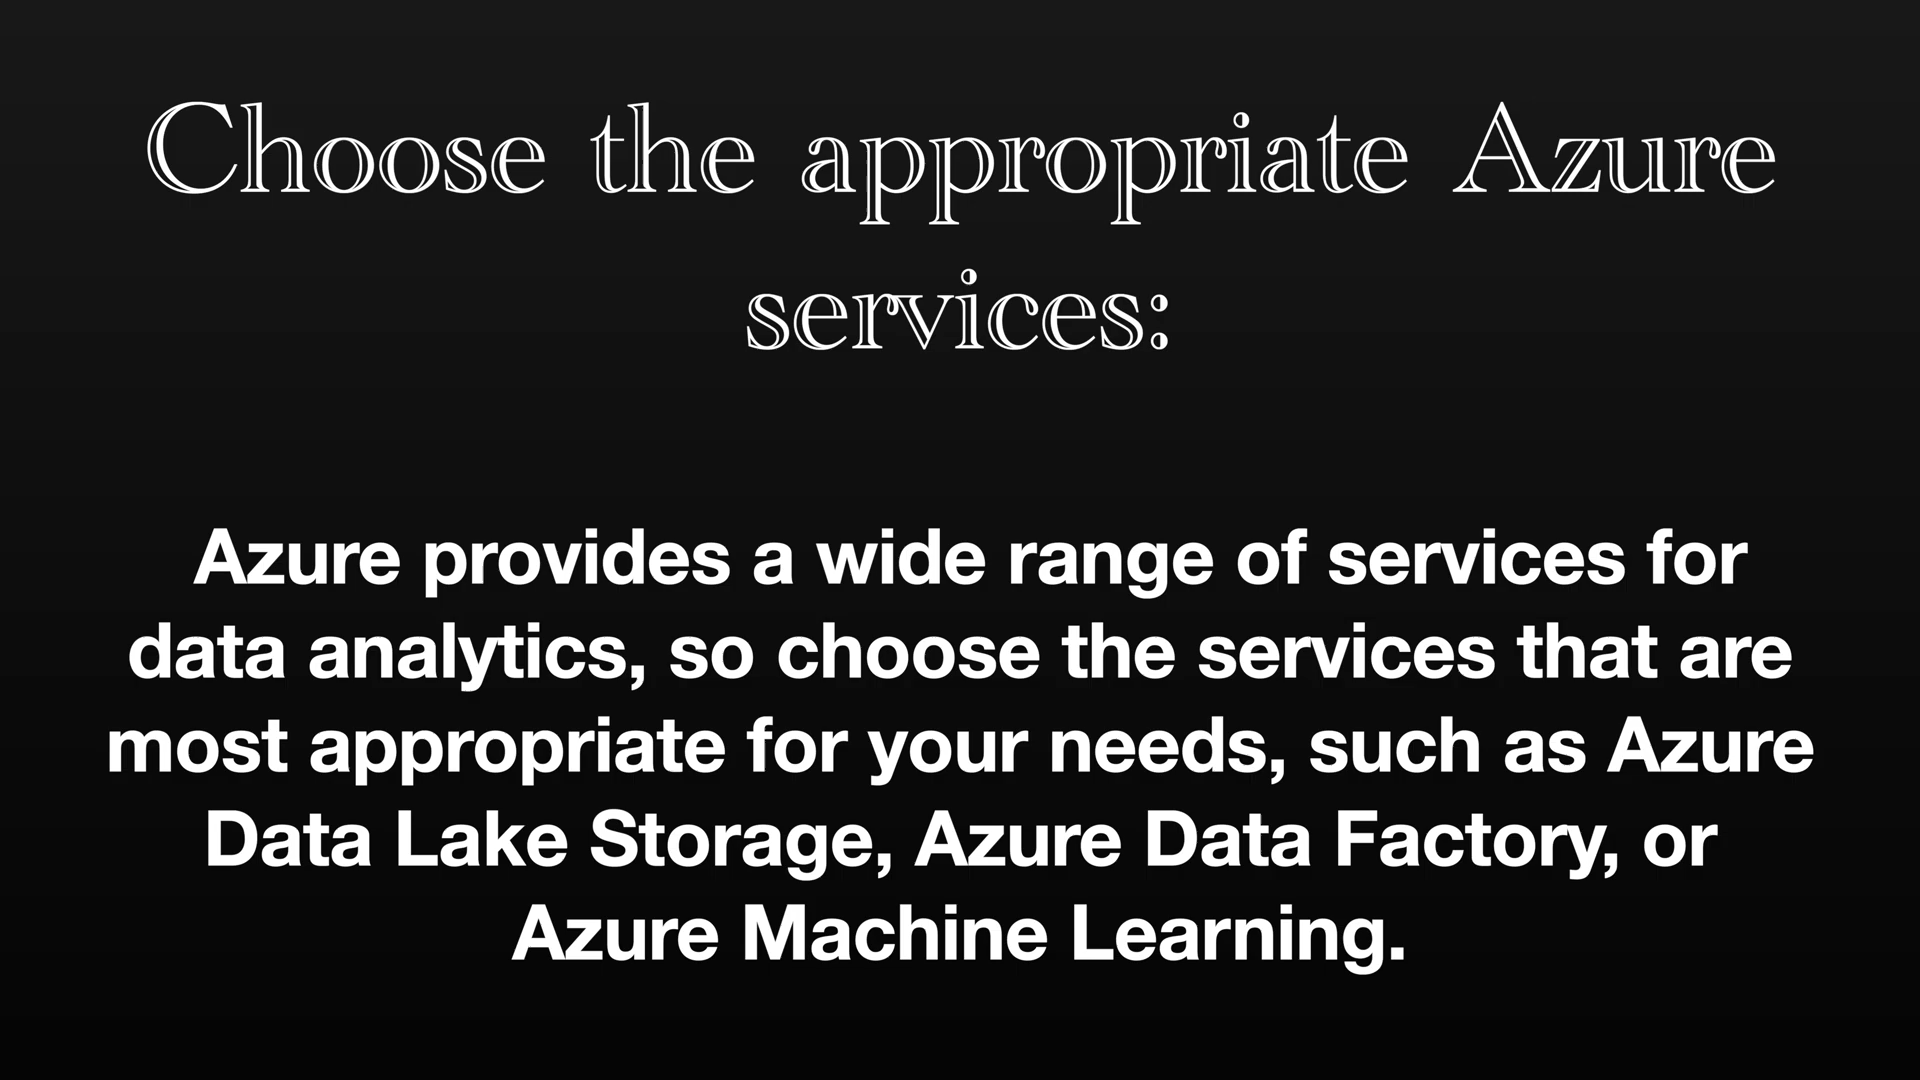 Choose the appropriate Azure
services:
Azure provides a wide range of services for
data analytics, so choose the services that are
most appropriate for your needs, such as Azure
Data Lake Storage, Azure Data Factory, or
Azure Machine Learning.